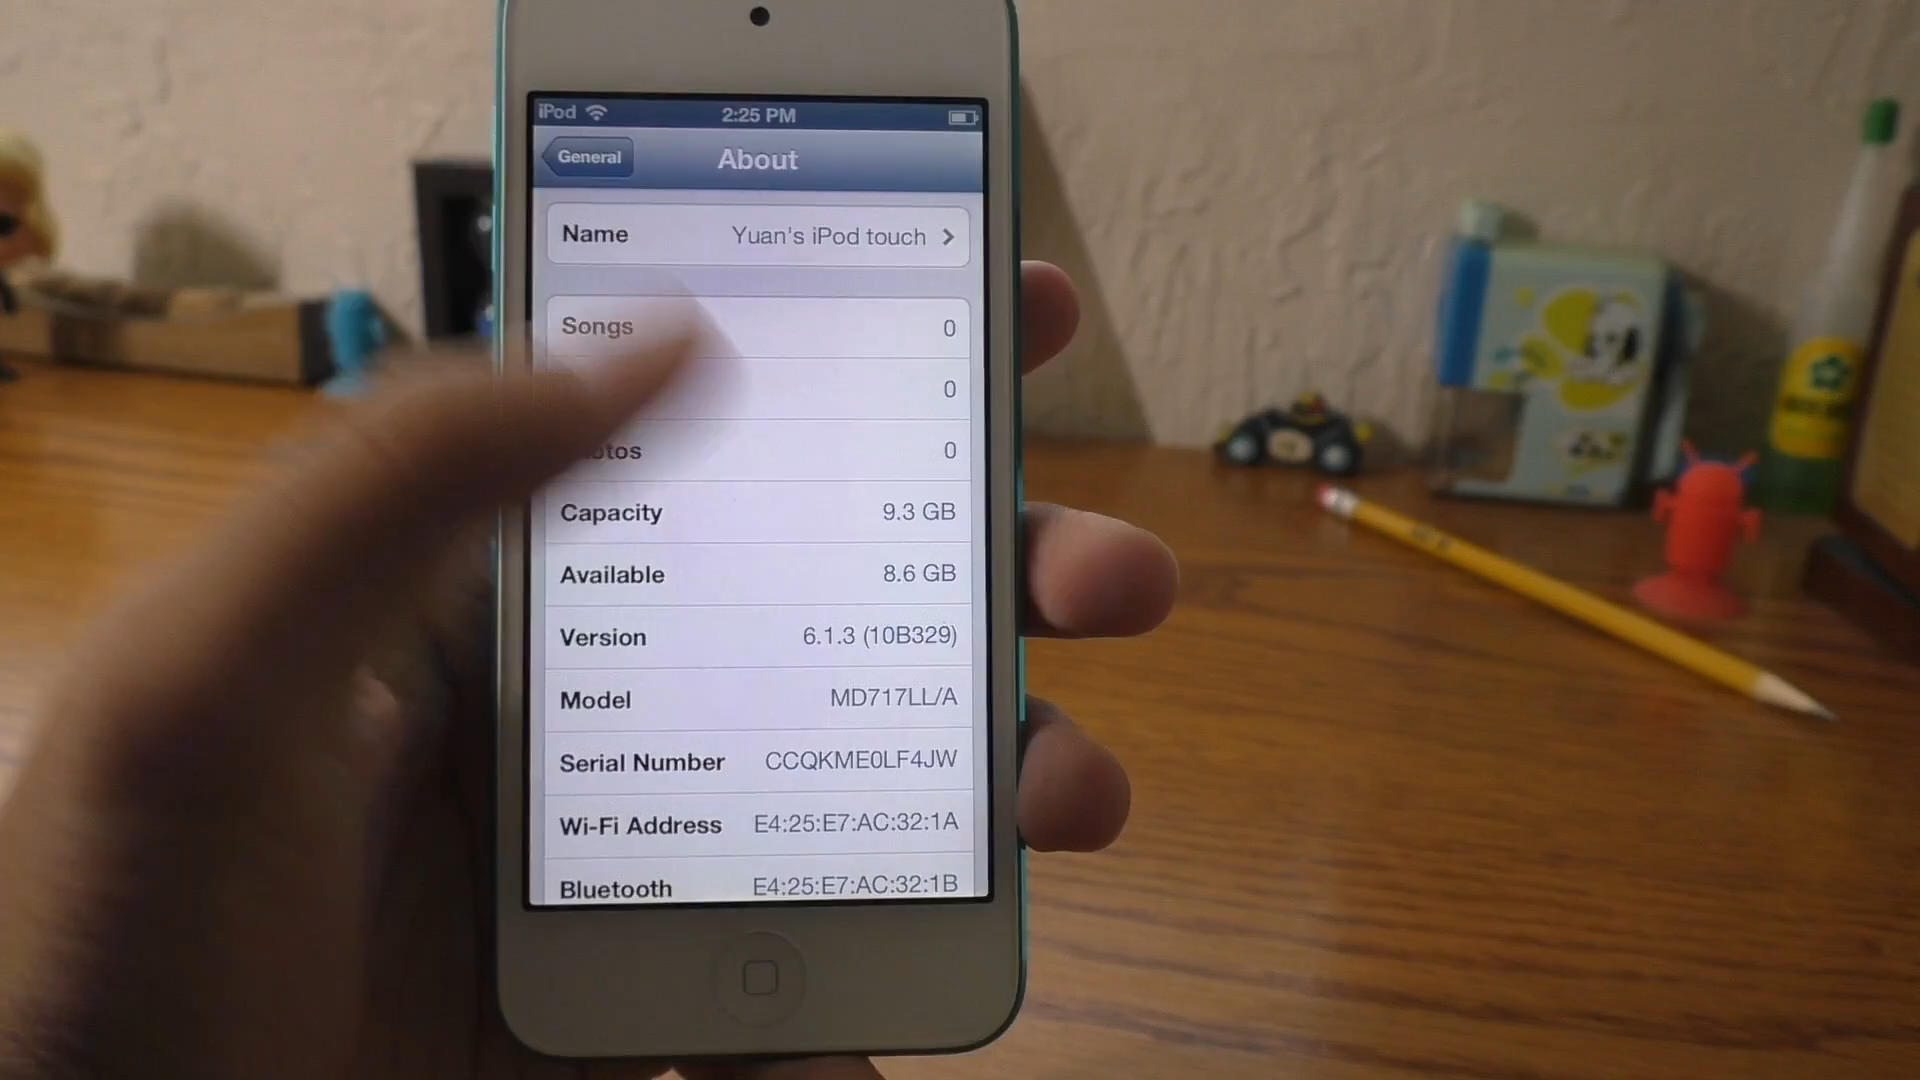 iPod 2:25 PM
General About
Name Yuan's iPod touch
Songs 0
0
otos 0
Capacity 9.3 GB
Available 8.6 GB
Version 6.1.3 (10B329)
Model MD717LL/A
Serial Number CCQKME0LF4JW
Wi-Fi Address E4:25:E7:AC:32:1A
Bluetooth E4:25:E7:AC:32:1B